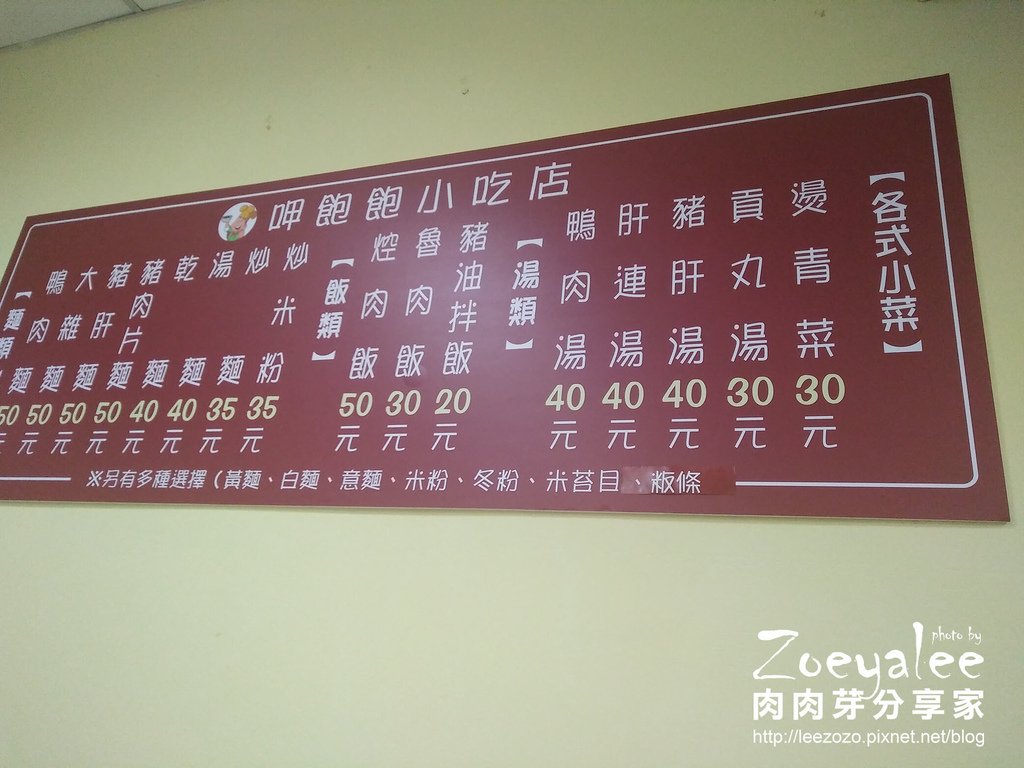 呷飽飽小吃店
【麵類】
鴨肉麵50元
大雜麵50元
豬肝麵50元
豬肉片麵50元
乾麵40元
湯麵40元
炒麵35元
炒米粉35元
【飯類】
焢肉飯50元
魯肉飯30元
豬油拌飯20元
【湯類】
鴨肉湯40元
肝連湯40元
豬肝湯40元
貢丸湯30元
燙青菜30元
【各式小菜】
※另有多種選擇（黃麵、白麵、意麵、米粉、冬粉、米苔目、粄條
photo by
Zoeyalee
肉肉芽分享家
http://leezozo.pixnet.net/blog